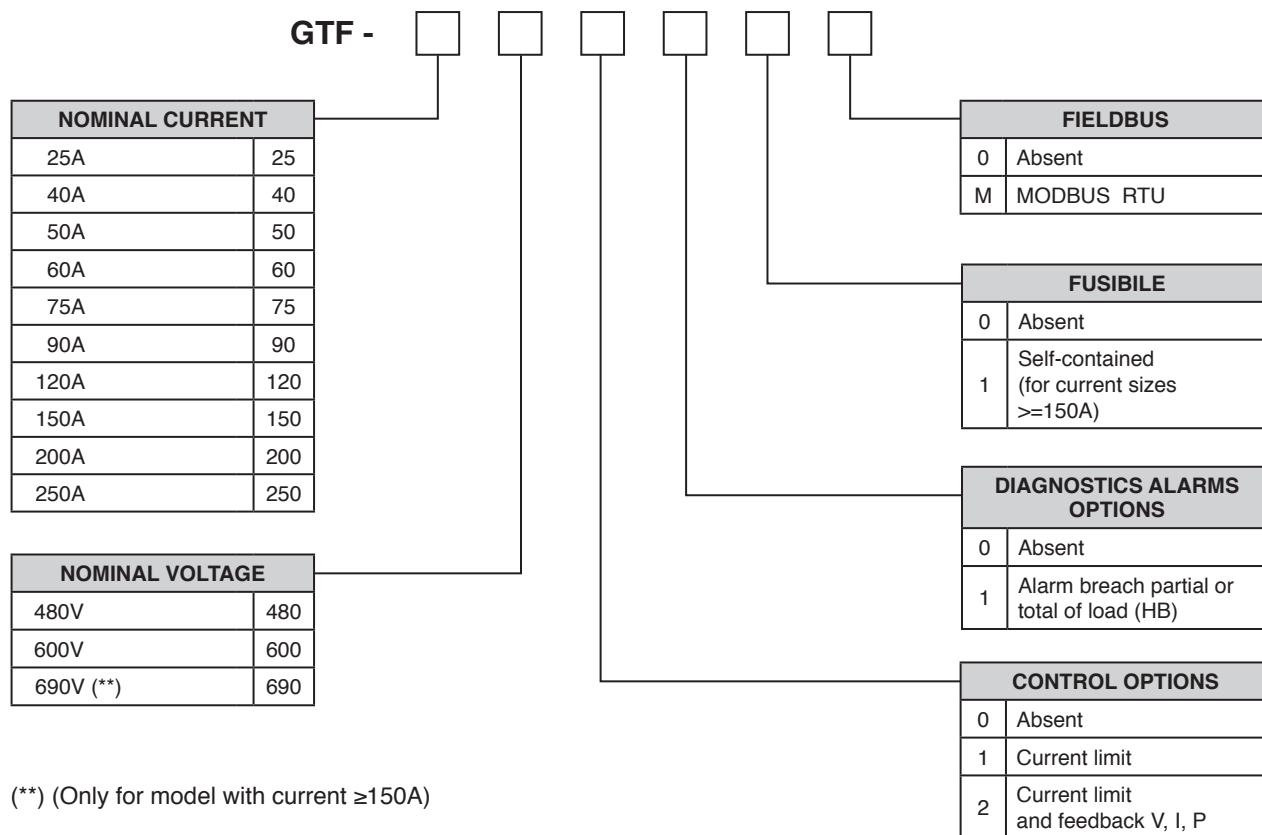 GTF -
NOMINAL CURRENT
25A 25
40A 40
50A 50
60A 60
75A 75
90A 90
120A 120
150A 150
200A 200
250A 250
NOMINAL VOLTAGE
480V 480
600V 600
690V (**) 690
(**) (Only for model with current ≥150A)
FIELDBUS
0 Absent
M MODBUS RTU
FUSIBILE
0 Absent
1 Self-contained
(for current sizes
>=150A)
DIAGNOSTICS ALARMS
OPTIONS
0 Absent
1 Alarm breach partial or
total of load (HB)
CONTROL OPTIONS
0 Absent
1 Current limit
2 Current limit
and feedback V, I, P